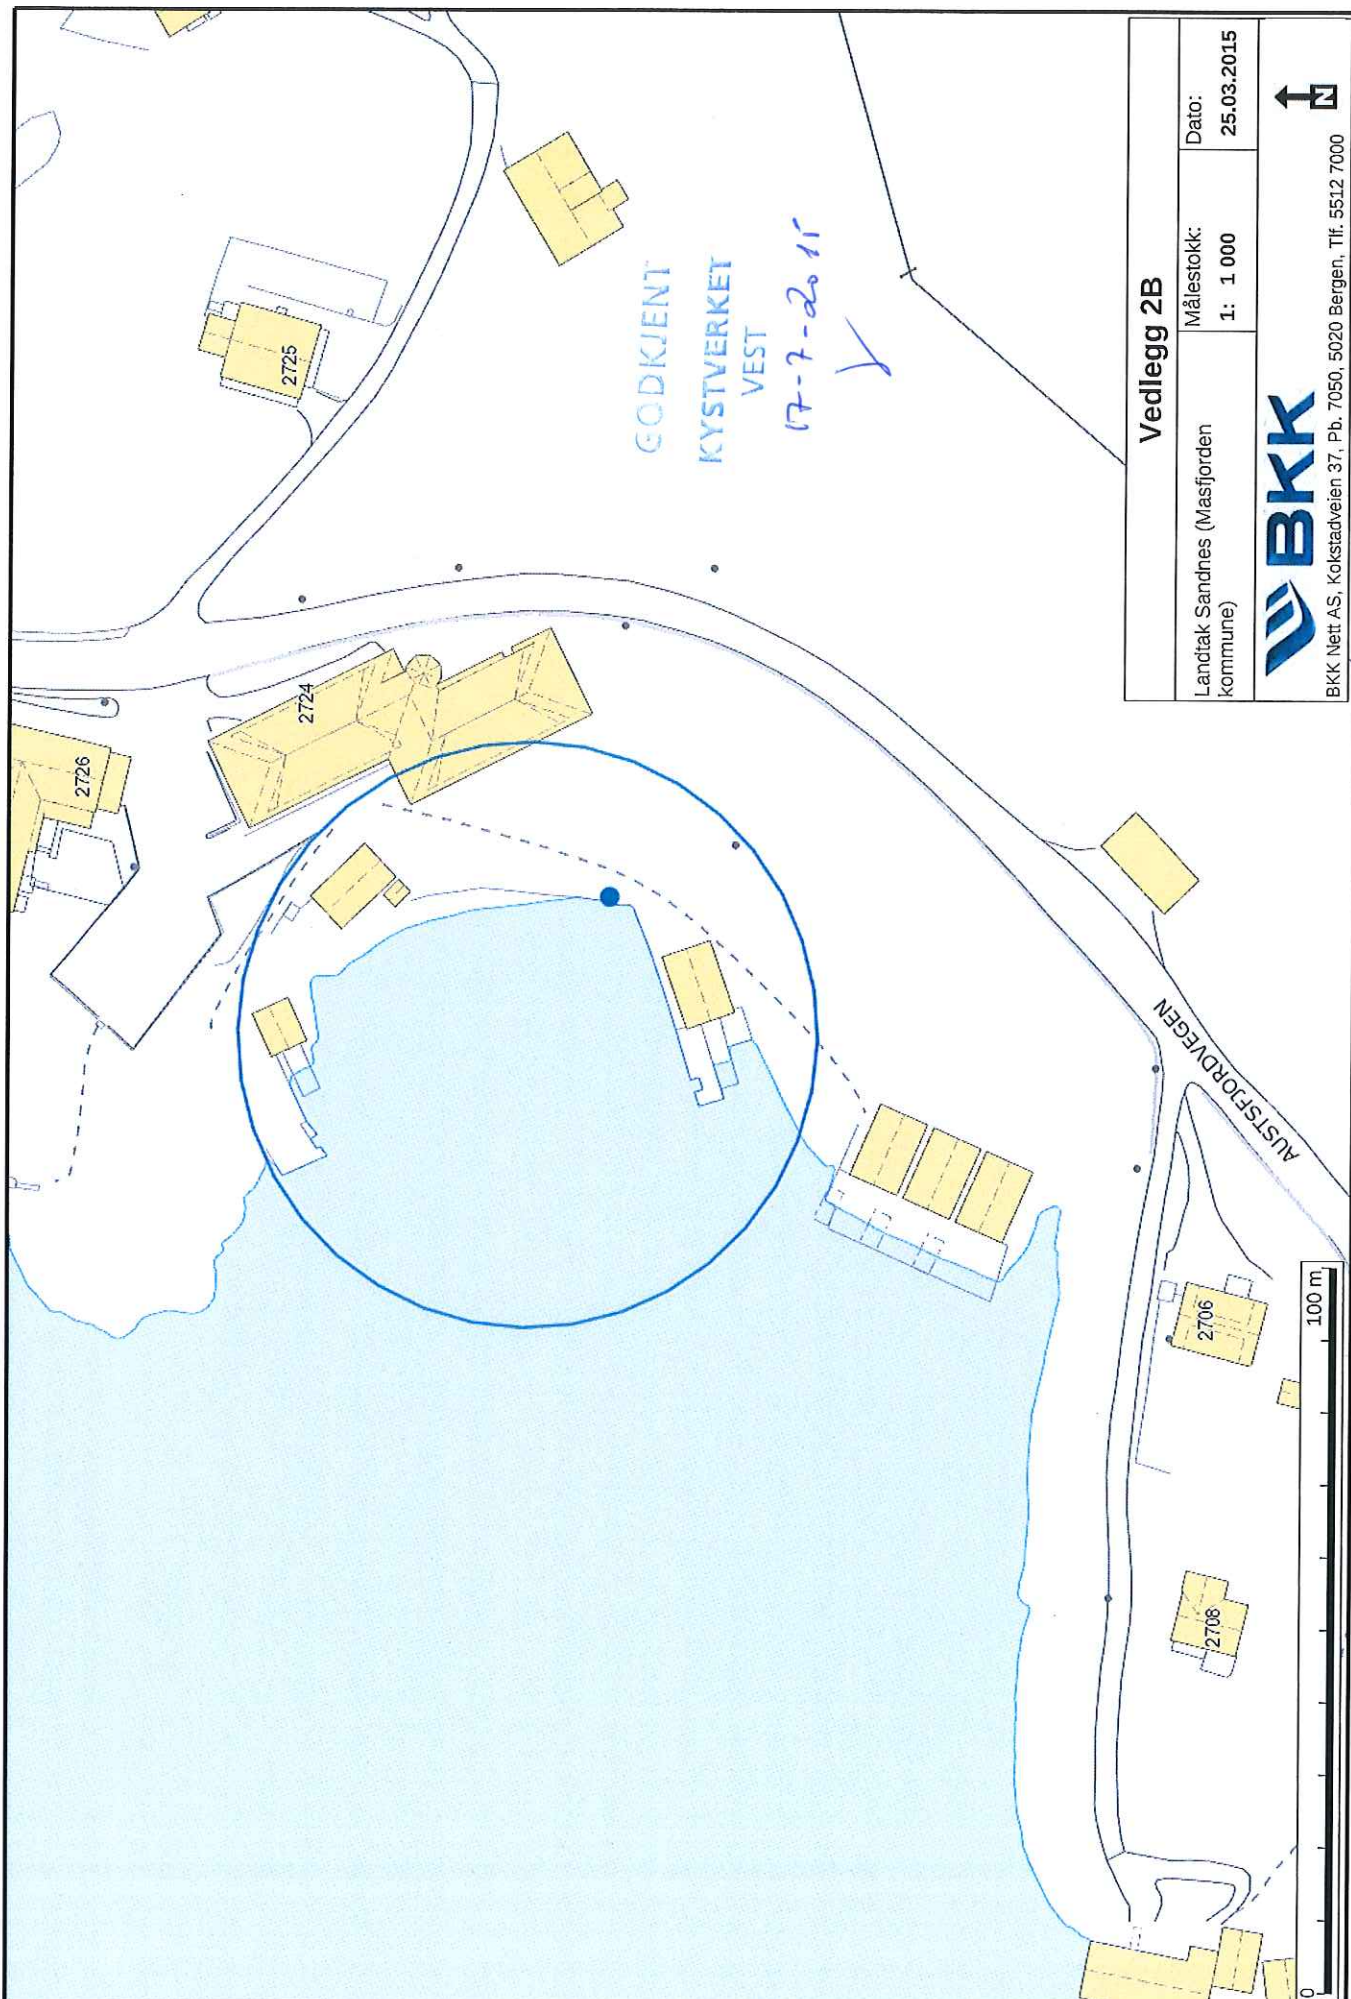 2726
2724
2725
GODKJENT
KYSTVERKET
VEST
17-7-2015
AUSTSFJORDVEGEN
2706
2708
0
100 m
Vedlegg 2B
Landtak Sandnes (Masfjorden
kommune)
Målestokk:
1: 1 000
Dato:
25.03.2015
BKK
N
BKK Nett AS, Kokstadveien 37, Pb. 7050, 5020 Bergen, Tlf. 5512 7000